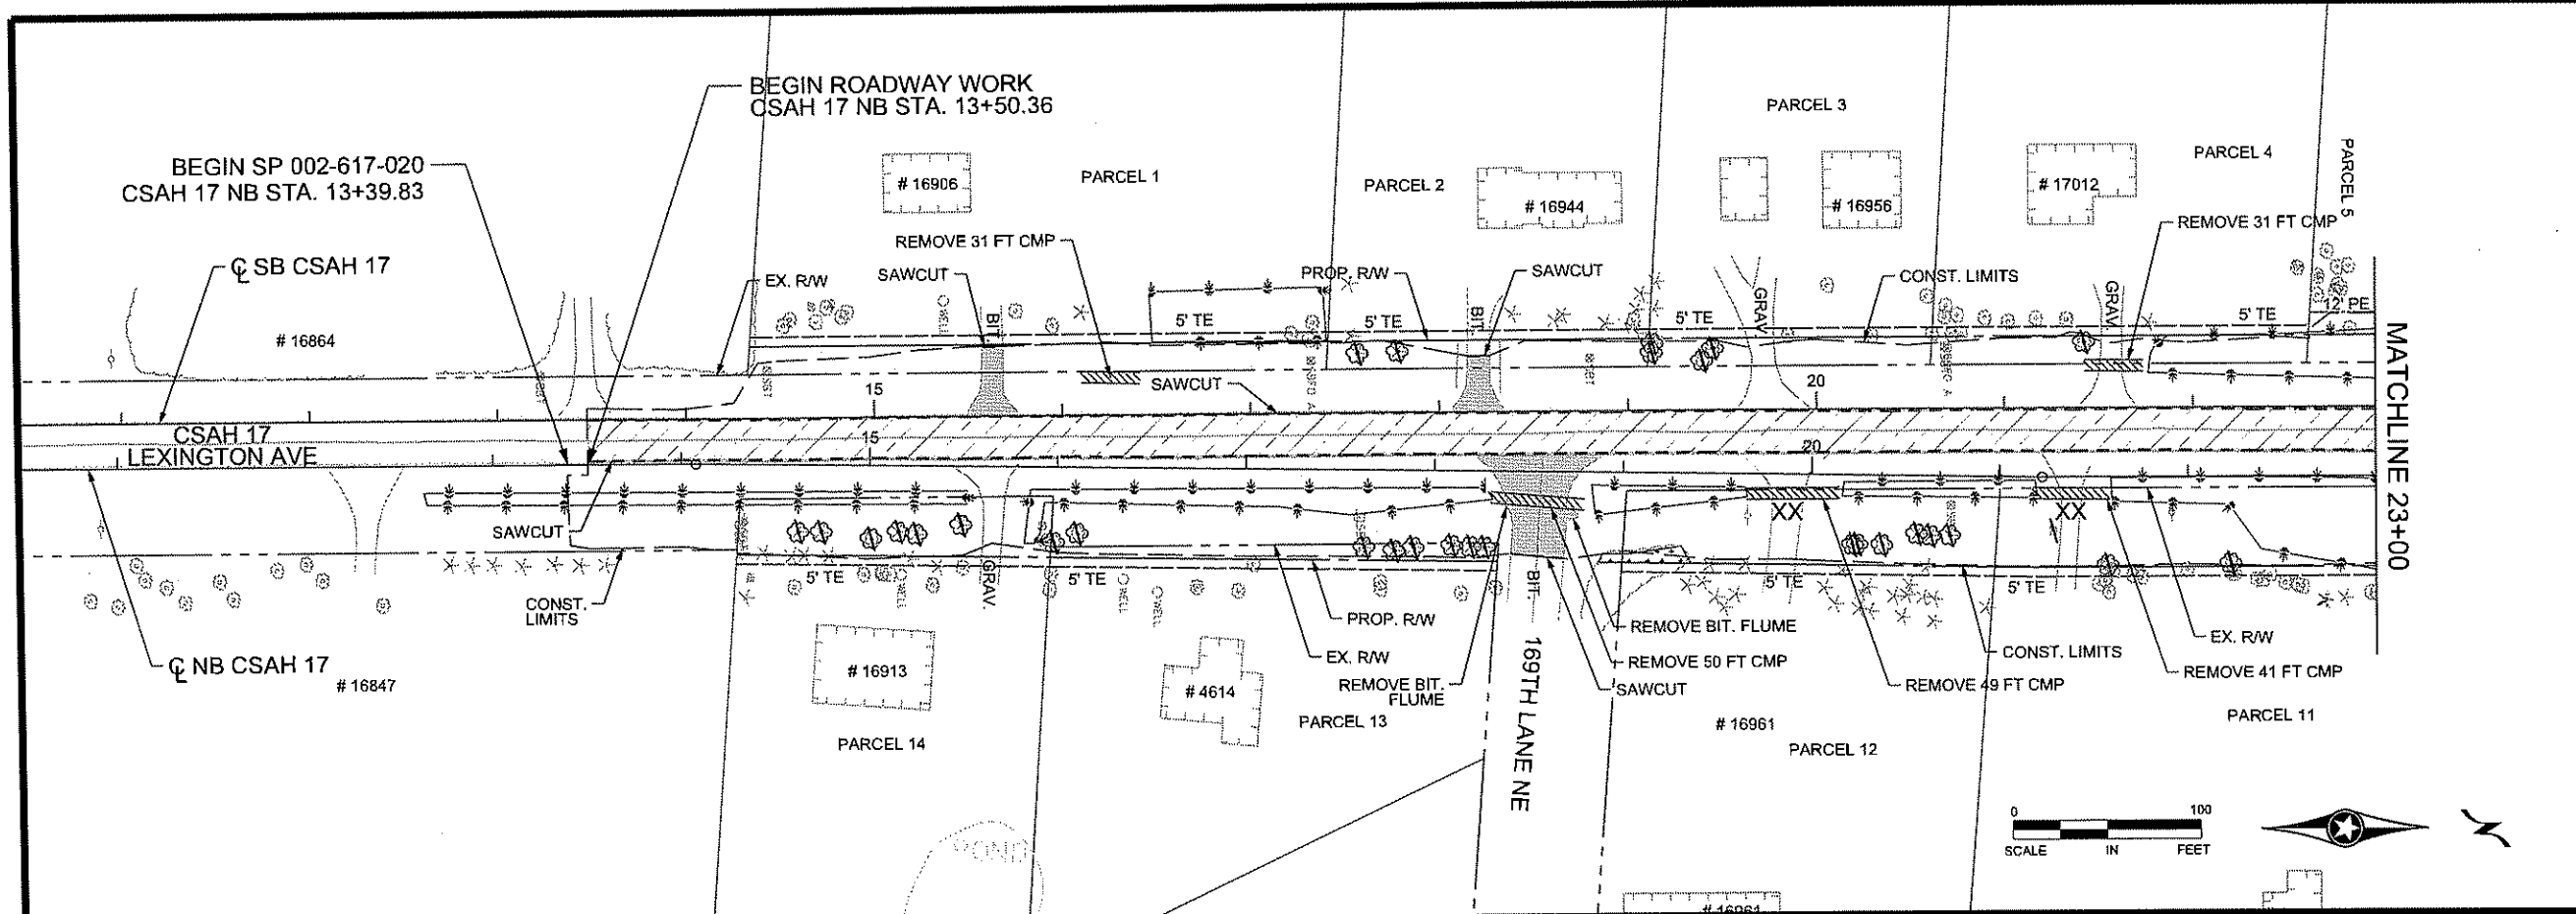 BEGIN ROADWAY WORK
CSAH 17 NB STA. 13+50.36
BEGIN SP 002-617-020
CSAH 17 NB STA. 13+39.83
PARCEL 1
PARCEL 2
PARCEL 3
PARCEL 4
PARCEL 5
# 16906
# 16944
# 16956
# 17012
REMOVE 31 FT CMP
REMOVE 31 FT CMP
℄ SB CSAH 17
EX. R/W
SAWCUT
PROP. R/W
SAWCUT
CONST. LIMITS
# 16864
WELL
BIT.
5' TE
5' TE
BIT.
5' TE
GRAV.
GRAV.
5' TE
12' PE
MATCHLINE 23+00
SAWCUT
15
20
CSAH 17
LEXINGTON AVE
15
20
SAWCUT
XX
XX
CONST.
LIMITS
5' TE
WELL
GRAV.
5' TE
WELL
WELL
BIT.
5' TE
5' TE
PROP. R/W
EX. R/W
REMOVE BIT.
FLUME
REMOVE BIT. FLUME
REMOVE 50 FT CMP
SAWCUT
169TH LANE NE
CONST. LIMITS
REMOVE 49 FT CMP
EX. R/W
REMOVE 41 FT CMP
℄ NB CSAH 17
# 16847
# 16913
# 4614
PARCEL 14
PARCEL 13
# 16961
PARCEL 12
PARCEL 11
POND
# 16961
0 100
SCALE IN FEET